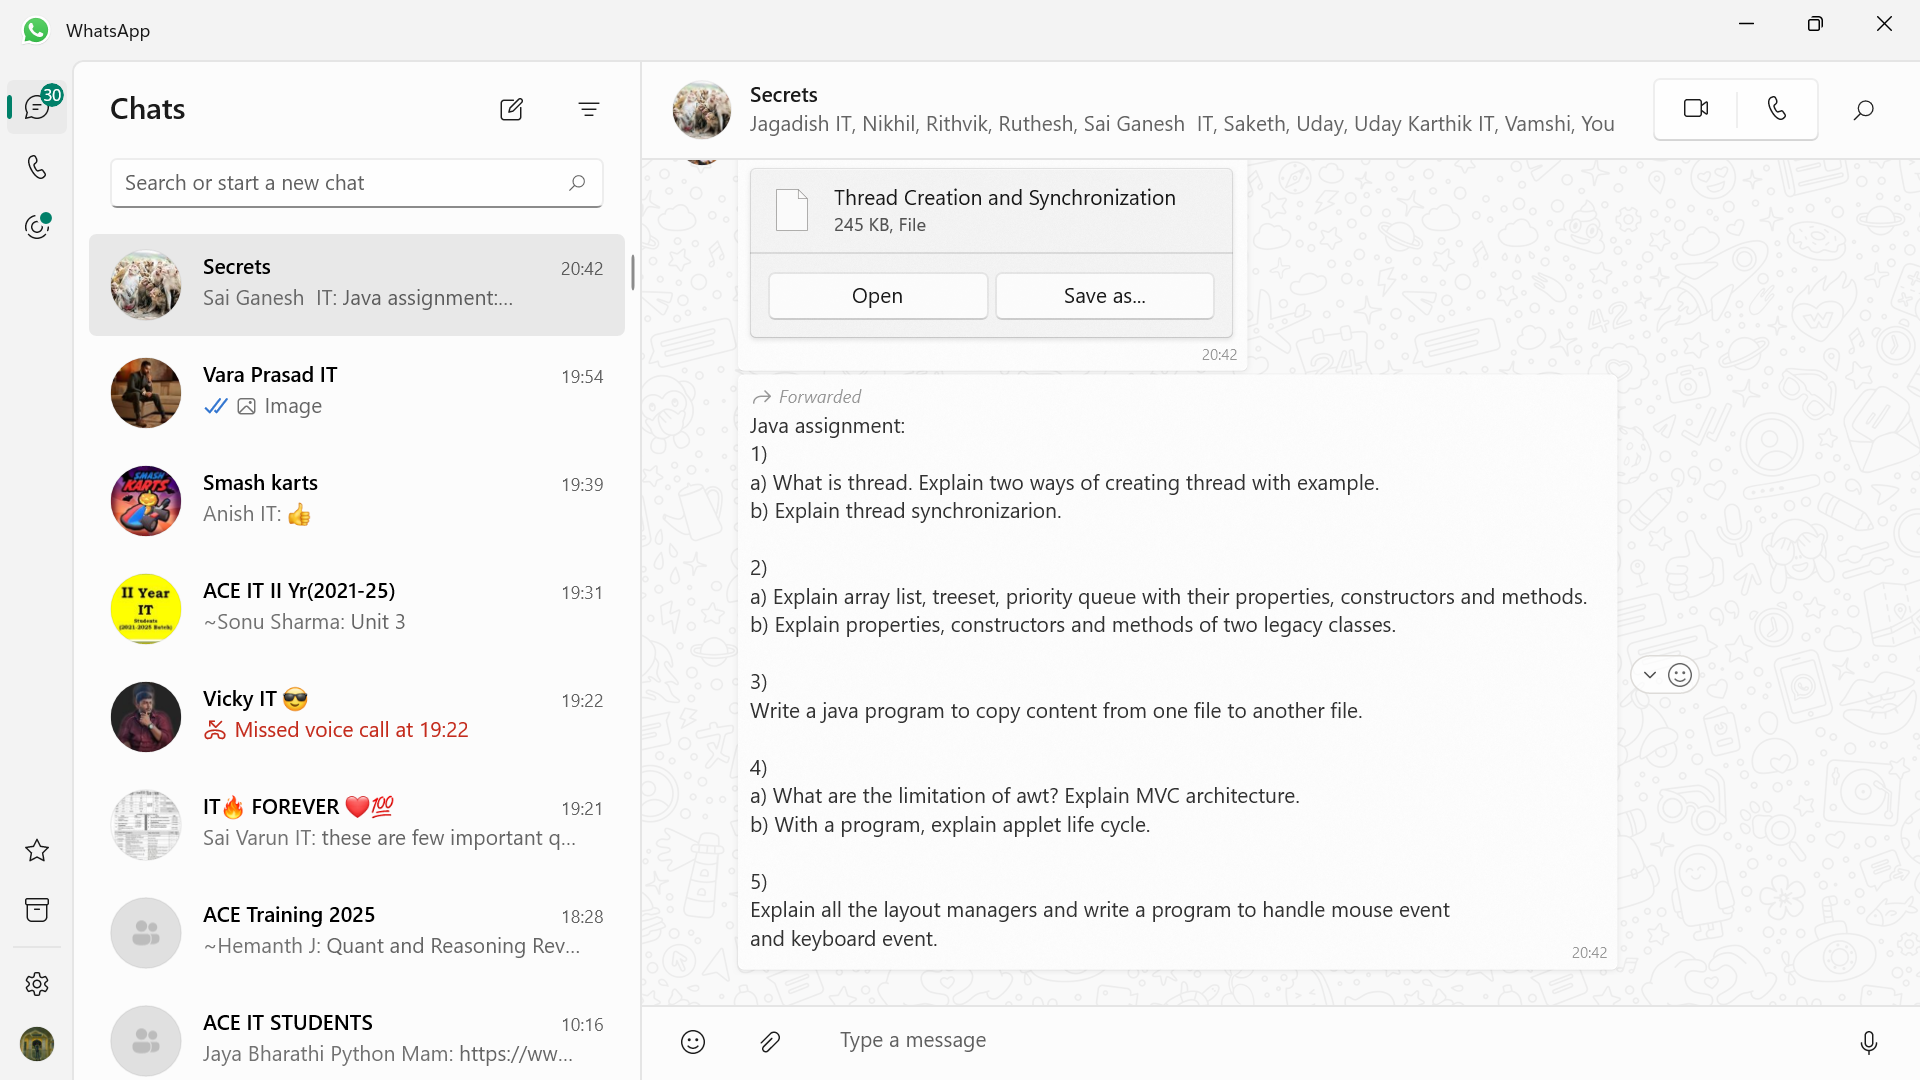 WhatsApp
30
Chats
Search or start a new chat
Secrets
20:42
Sai Ganesh  IT: Java assignment:...
Vara Prasad IT
19:54
Image
Smash karts
19:39
Anish IT: 👍
ACE IT II Yr(2021-25)
19:31
~Sonu Sharma: Unit 3
II Year
IT
Students
(2021-2025 Batch)
Vicky IT 😎
19:22
Missed voice call at 19:22
IT🔥 FOREVER ❤️💯
19:21
Sai Varun IT: these are few important q...
ACE Training 2025
18:28
~Hemanth J: Quant and Reasoning Rev...
ACE IT STUDENTS
10:16
Jaya Bharathi Python Mam: https://ww...
SMASH
KARTS
Secrets
Jagadish IT, Nikhil, Rithvik, Ruthesh, Sai Ganesh  IT, Saketh, Uday, Uday Karthik IT, Vamshi, You
Thread Creation and Synchronization
245 KB, File
Open
Save as...
20:42
Forwarded
Java assignment:
1)
a) What is thread. Explain two ways of creating thread with example.
b) Explain thread synchronizarion.
2)
a) Explain array list, treeset, priority queue with their properties, constructors and methods.
b) Explain properties, constructors and methods of two legacy classes.
3)
Write a java program to copy content from one file to another file.
4)
a) What are the limitation of awt? Explain MVC architecture.
b) With a program, explain applet life cycle.
5)
Explain all the layout managers and write a program to handle mouse event
and keyboard event.
20:42
Type a message